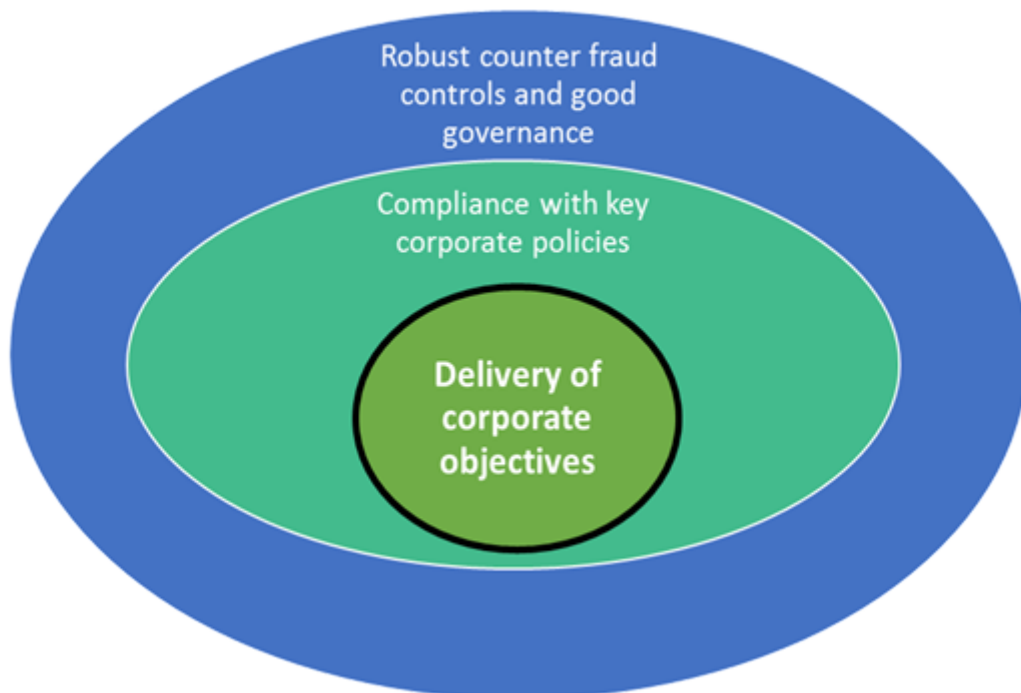 Robust counter fraud
controls and good
governance
Compliance with key
corporate policies
Delivery of
corporate
objectives